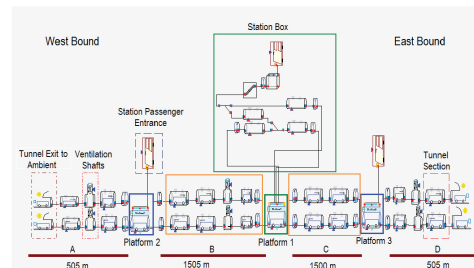 Station Box
West Bound
East Bound
Station Passenger
Entrance
Tunnel Exit to
Ambient
Ventilation
Shafts
Tunnel
Section
Platform 2
Platform 1
Platform 3
A
B
C
D
505 m
1505 m
1500 m
505 m